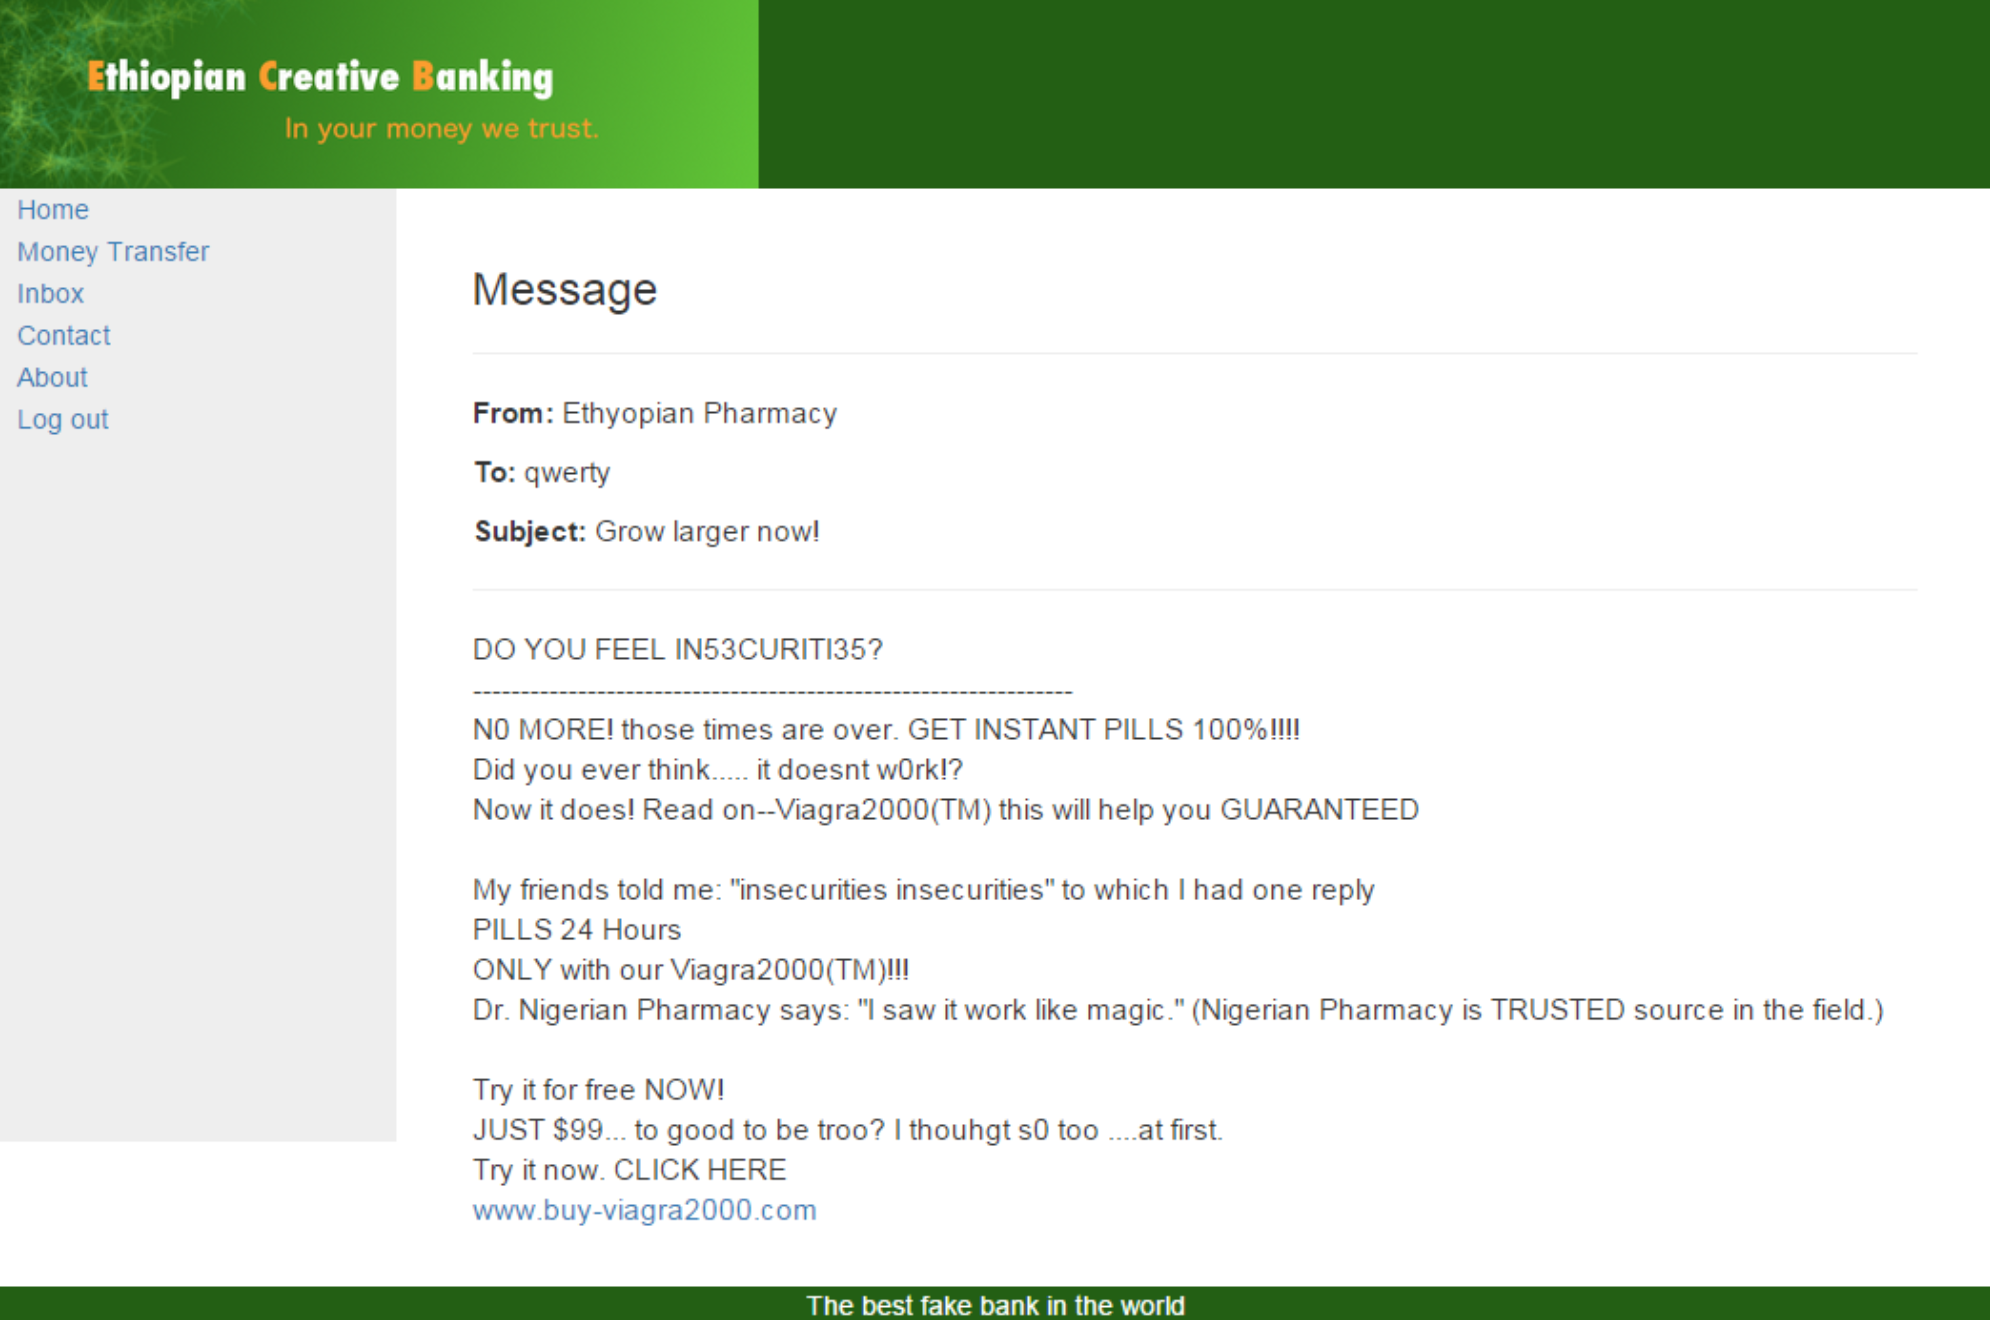 Ethiopian Creative Banking
In your money we trust.
Home
Money Transfer
Inbox
Contact
About
Log out
Message
From: Ethyopian Pharmacy
To: qwerty
Subject: Grow larger now!
DO YOU FEEL IN53CURITI35?
---------------------------------------------------------------
N0 MORE! those times are over. GET INSTANT PILLS 100%!!!!
Did you ever think..... it doesnt w0rk!?
Now it does! Read on--Viagra2000(TM) this will help you GUARANTEED
My friends told me: "insecurities insecurities" to which I had one reply
PILLS 24 Hours
ONLY with our Viagra2000(TM)!!!
Dr. Nigerian Pharmacy says: "I saw it work like magic." (Nigerian Pharmacy is TRUSTED source in the field.)
Try it for free NOW!
JUST $99... to good to be troo? I thouhgt s0 too ....at first.
Try it now. CLICK HERE
www.buy-viagra2000.com
The best fake bank in the world